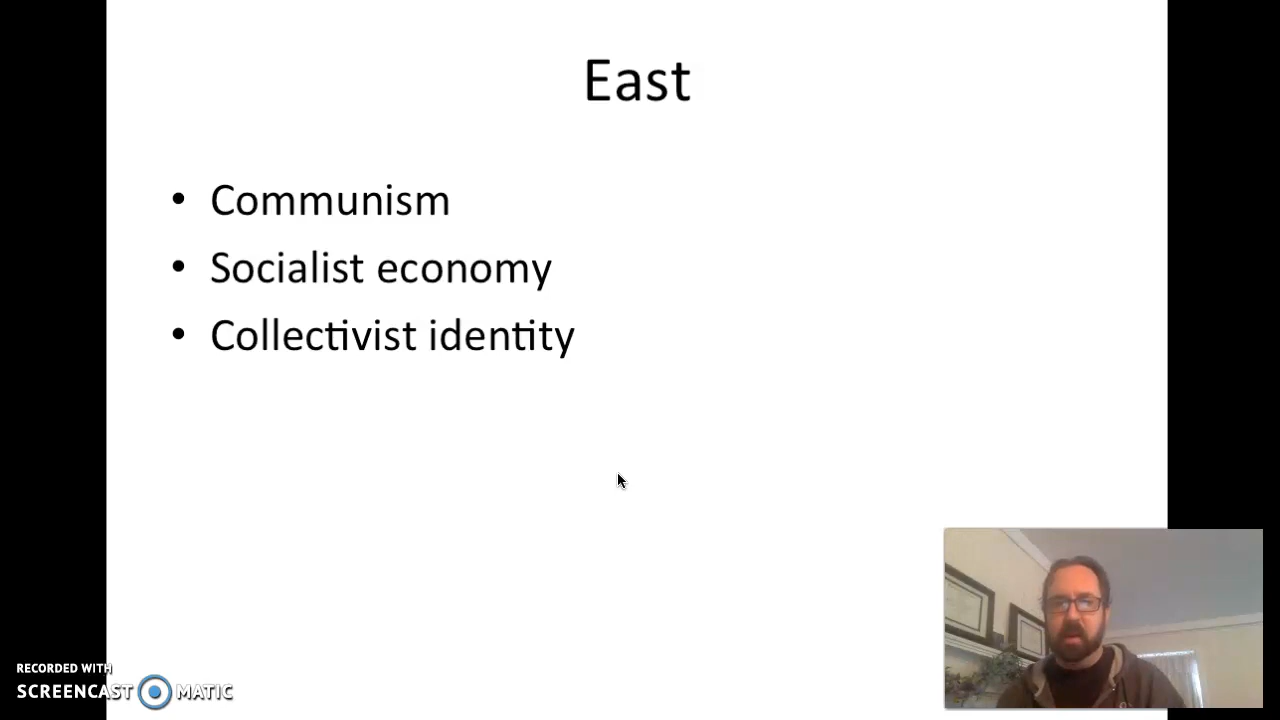 East
• Communism
• Socialist economy
• Collectivist identity
RECORDED WITH
SCREENCAST MATIC